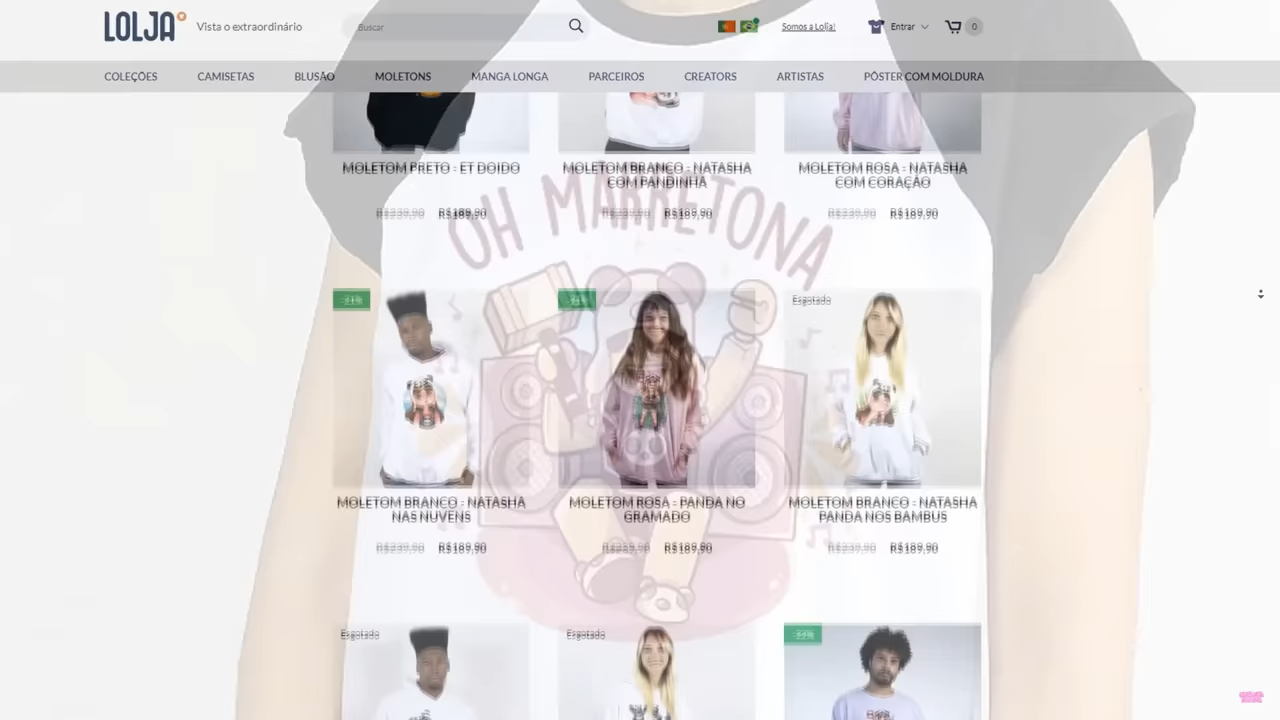 LOLJA
Vista o extraordinário
Buscar
Somos a Lolja!
Entrar
0
COLEÇÕES
CAMISETAS
BLUSÃO
MOLETONS
MANGA LONGA
PARCEIROS
CREATORS
ARTISTAS
PÔSTER COM MOLDURA
MOLETOM PRETO - ET DOIDO
MOLETOM BRANCO - NATASHA
COM PANDINHA
MOLETOM ROSA - NATASHA
COM CORAÇÃO
R$239,90 R$189,90
R$239,90 R$189,90
R$239,90 R$189,90
OH MARRETONA
-21%
-21%
Esgotado
MOLETOM BRANCO - NATASHA
NAS NUVENS
MOLETOM ROSA - PANDA NO
GRAMADO
MOLETOM BRANCO - NATASHA
PANDA NOS BAMBUS
R$239,90 R$189,90
R$239,90 R$189,90
R$239,90 R$189,90
Esgotado
Esgotado